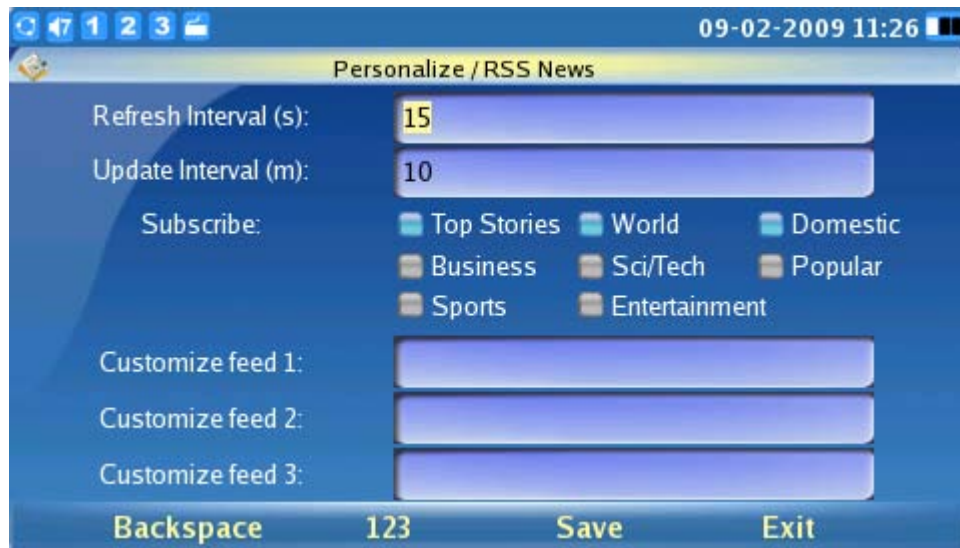 7 1 2 3 09-02-2009 11:26
Personalize / RSS News
Refresh Interval (s): 15
Update Interval (m): 10
Subscribe: Top Stories World Domestic
Business Sci/Tech Popular
Sports Entertainment
Customize feed 1:
Customize feed 2:
Customize feed 3:
Backspace 123 Save Exit